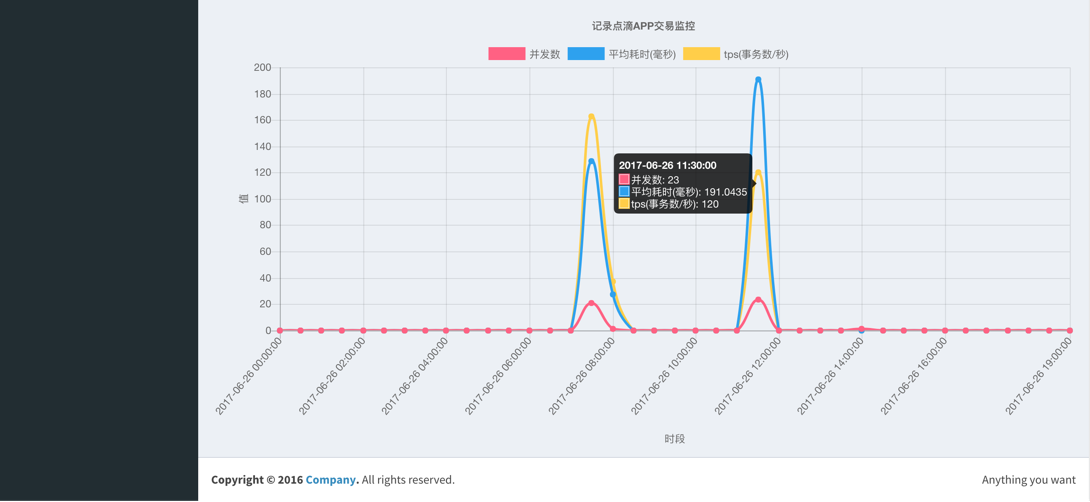 记录点滴APP交易监控
并发数 平均耗时(毫秒) tps(事务数/秒)
200
180
160
140
120
100
80
60
40
20
0
值
2017-06-26 11:30:00
并发数: 23
平均耗时(毫秒): 191.0435
tps(事务数/秒): 120
2017-06-26 00:00:00
2017-06-26 02:00:00
2017-06-26 04:00:00
2017-06-26 06:00:00
2017-06-26 08:00:00
2017-06-26 10:00:00
2017-06-26 12:00:00
2017-06-26 14:00:00
2017-06-26 16:00:00
2017-06-26 19:00:00
时段
Copyright © 2016 Company. All rights reserved.
Anything you want